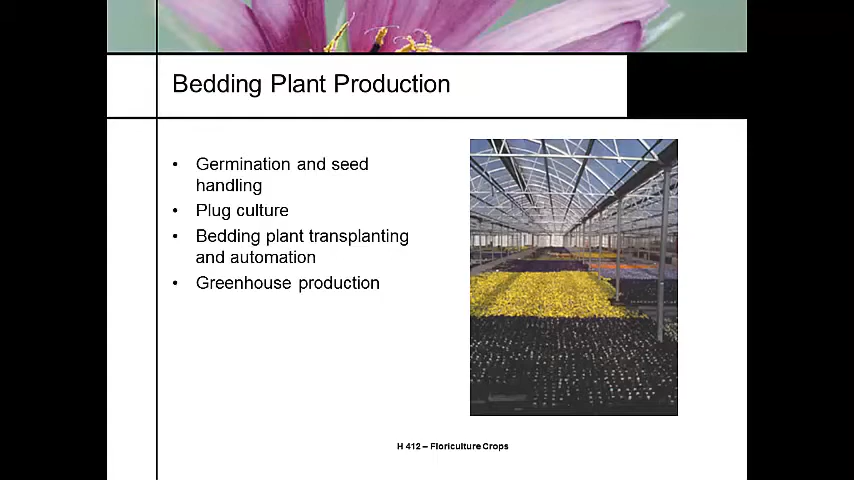 Bedding Plant Production
• Germination and seed
handling
• Plug culture
• Bedding plant transplanting
and automation
• Greenhouse production
H 412 – Floriculture Crops